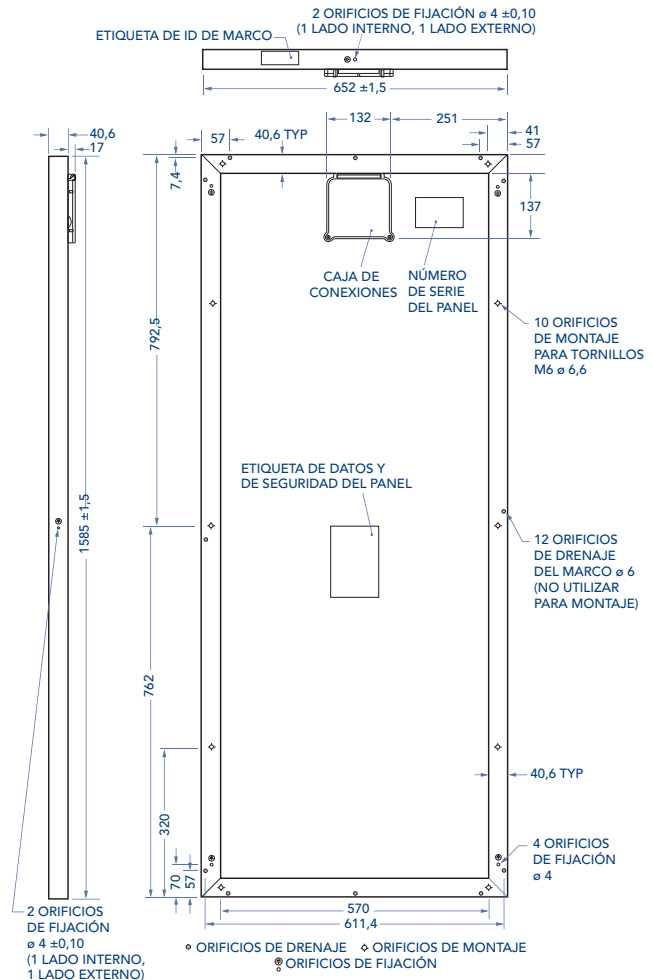 2 ORIFICIOS DE FIJACIÓN ø 4 ±0,10
(1 LADO INTERNO, 1 LADO EXTERNO)
ETIQUETA DE ID DE MARCO
652 ±1,5
40,6
17
57
40,6 TYP
132
251
41
57
7,4
137
CAJA DE
CONEXIONES
NÚMERO
DE SERIE
DEL PANEL
10 ORIFICIOS
DE MONTAJE
PARA TORNILLOS
M6 ø 6,6
792,5
ETIQUETA DE DATOS Y
DE SEGURIDAD DEL PANEL
1585 ±1,5
12 ORIFICIOS
DE DRENAJE
DEL MARCO ø 6
(NO UTILIZAR
PARA MONTAJE)
762
40,6 TYP
320
4 ORIFICIOS
DE FIJACIÓN
ø 4
70
57
2 ORIFICIOS
DE FIJACIÓN
ø 4 ±0,10
(1 LADO INTERNO,
1 LADO EXTERNO)
570
611,4
ORIFICIOS DE DRENAJE
ORIFICIOS DE MONTAJE
ORIFICIOS DE FIJACIÓN